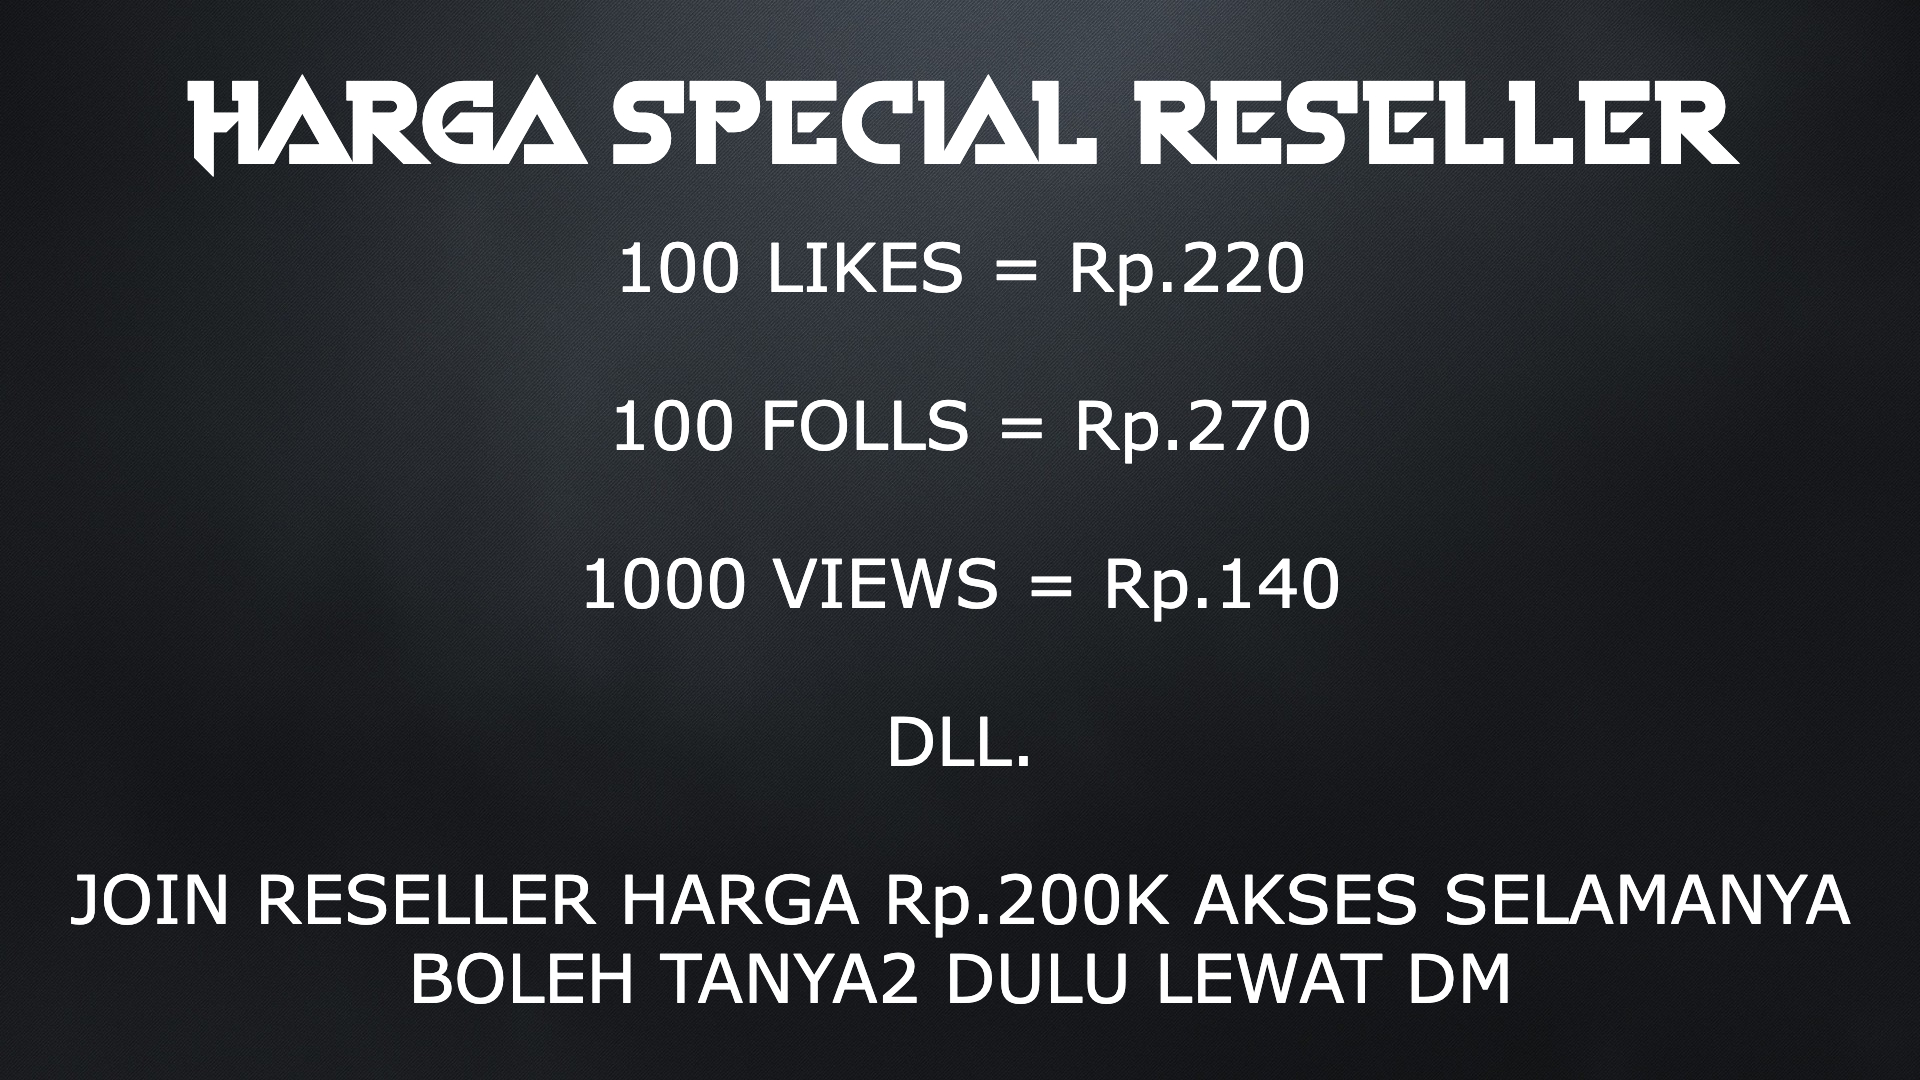 HARGA SPECIAL RESELLER
100 LIKES = Rp.220
100 FOLLS = Rp.270
1000 VIEWS = Rp.140
DLL.
JOIN RESELLER HARGA Rp.200K AKSES SELAMANYA
BOLEH TANYA2 DULU LEWAT DM